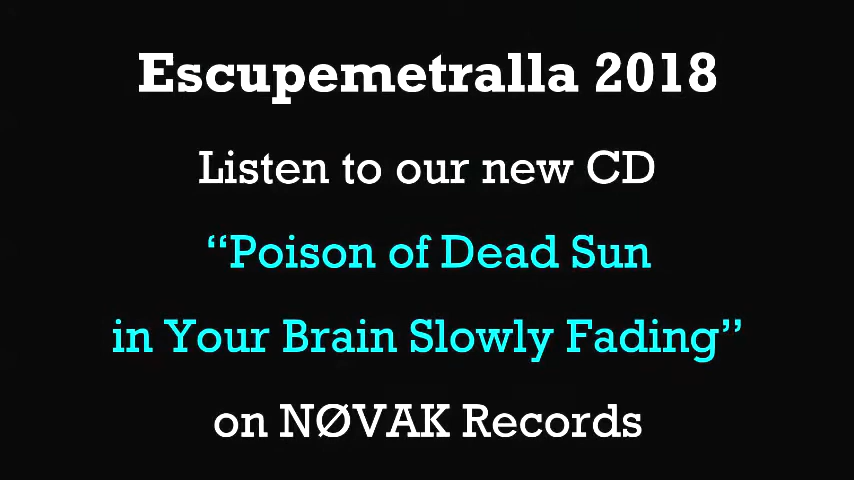 Escupemetralla 2018
Listen to our new CD
“Poison of Dead Sun
in Your Brain Slowly Fading”
on NØVAK Records